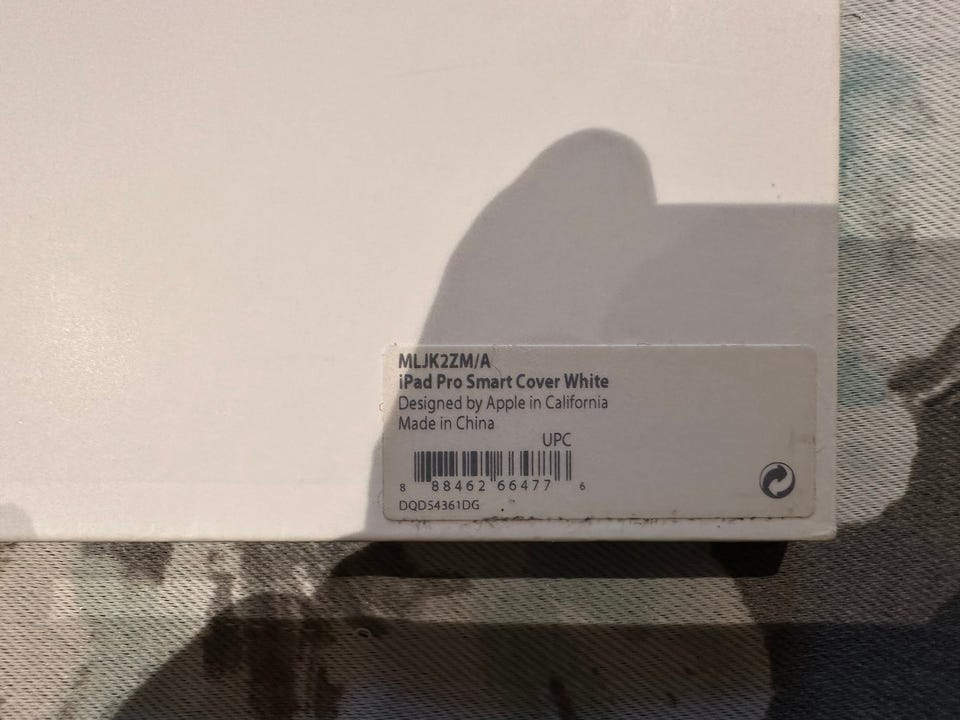 MLJK2ZM/A
iPad Pro Smart Cover White
Designed by Apple in California
Made in China
UPC
8 88462 66477 6
DQD54361DG